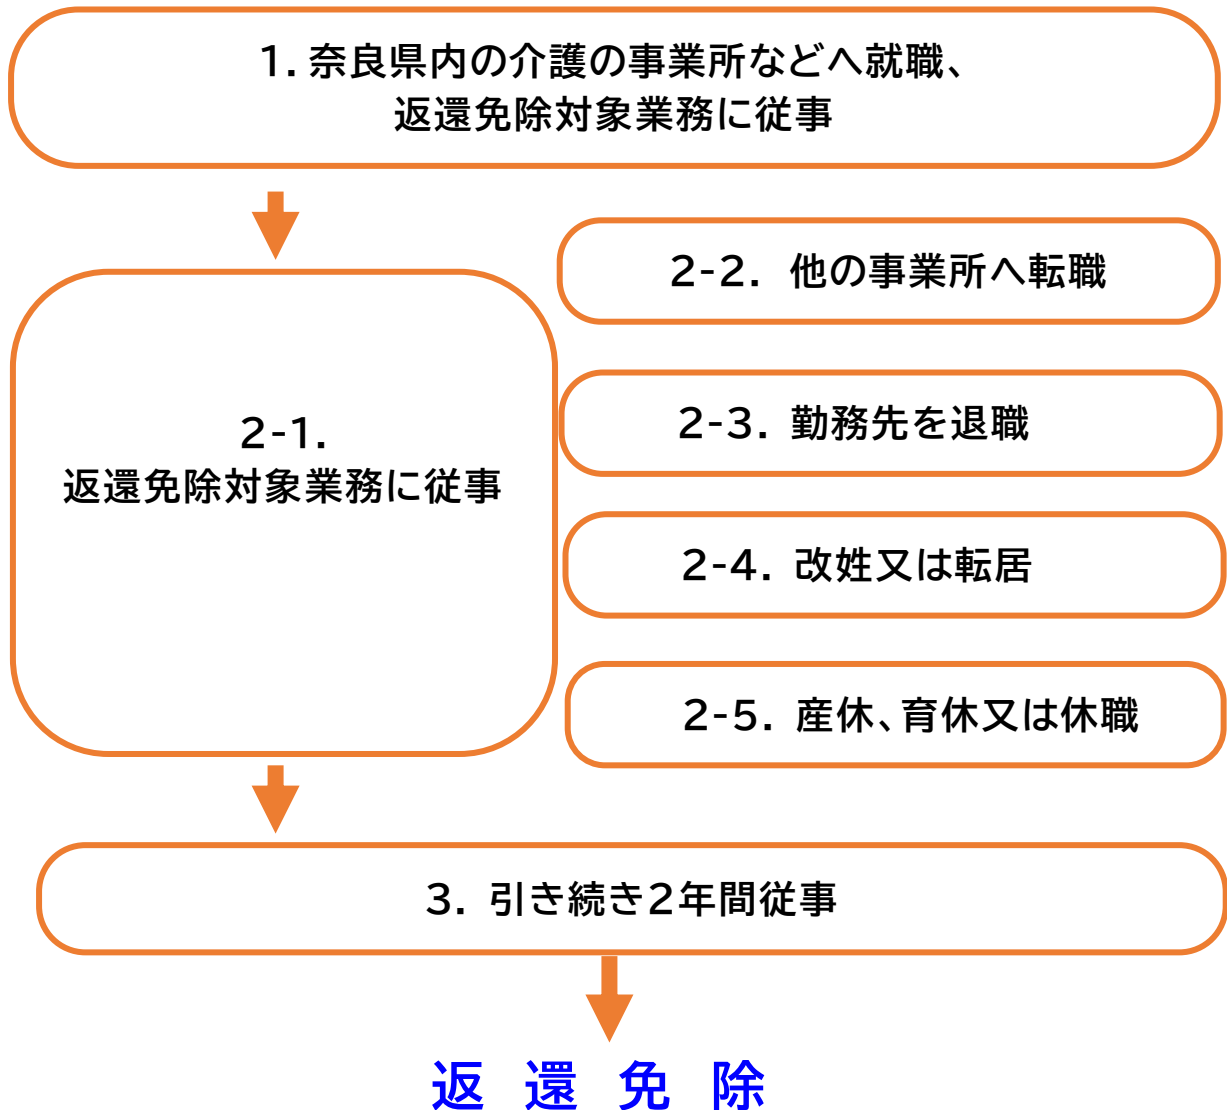 1. 奈良県内の介護の事業所などへ就職、
返還免除対象業務に従事
2-2. 他の事業所へ転職
2-1.
返還免除対象業務に従事
2-3. 勤務先を退職
2-4. 改姓又は転居
2-5. 産休、育休又は休職
3. 引き続き2年間従事
返 還 免 除